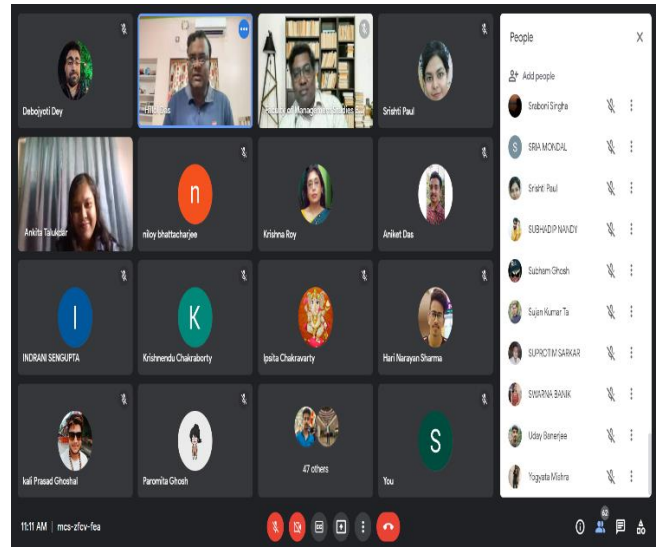 People
Add people
Sraboni Singha
S
SRIA MONDAL
Srishti Paul
SUBHADIP NANDY
Subham Ghosh
Sujan Kumar Ta
SUPROTIM SARKAR
SWARNA BANIK
Uday Banerjee
Yogyata Mishra
Debojyoti Dey
Srishti Paul
Ankita Talukdar
n
niloy bhattacharjee
Krishna Roy
Aniket Das
I
INDRANI SENGUPTA
K
Krishnendu Chakraborty
Ipsita Chakravarty
Hari Narayan Sharma
kali Prasad Ghoshal
Paromita Ghosh
47 others
S
You
11:11 AM | mcs-zfcv-fea
62